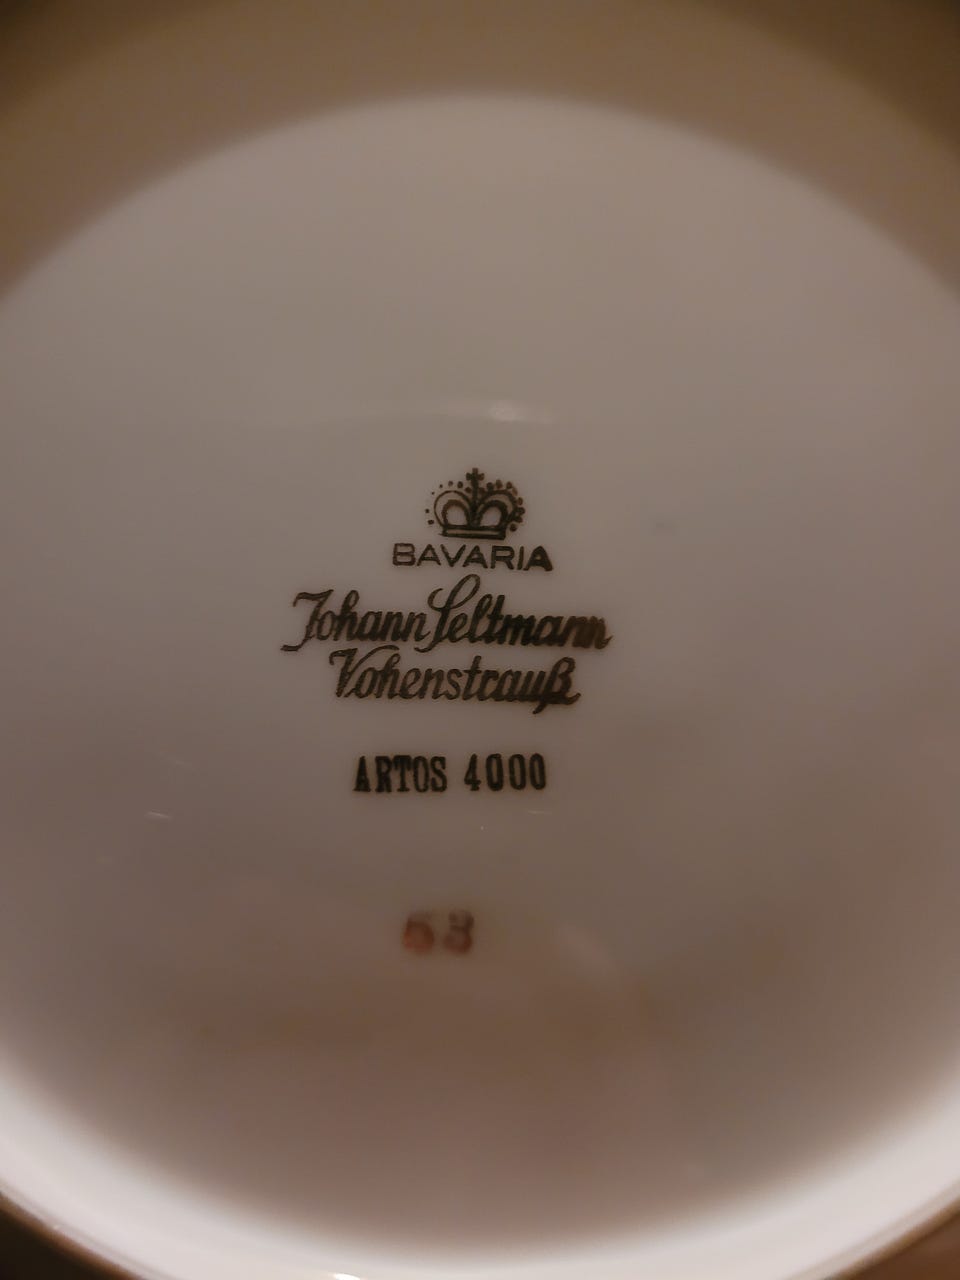 BAVARIA
Johann Seltmann
Vohenstrauß
ARTOS 4000
53